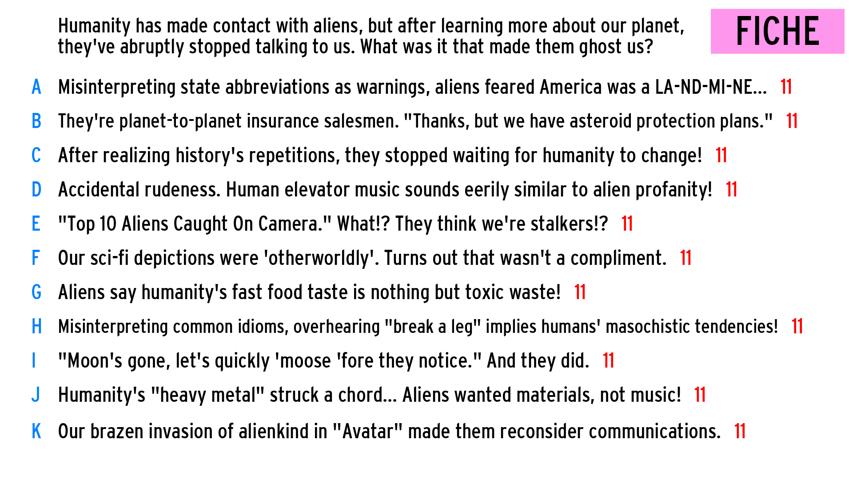 Humanity has made contact with aliens, but after learning more about our planet,
they've abruptly stopped talking to us. What was it that made them ghost us?
FICHE
A Misinterpreting state abbreviations as warnings, aliens feared America was a LA-ND-MI-NE... 11
B They're planet-to-planet insurance salesmen. "Thanks, but we have asteroid protection plans." 11
C After realizing history's repetitions, they stopped waiting for humanity to change! 11
D Accidental rudeness. Human elevator music sounds eerily similar to alien profanity! 11
E "Top 10 Aliens Caught On Camera." What!? They think we're stalkers!? 11
F Our sci-fi depictions were 'otherworldly'. Turns out that wasn't a compliment. 11
G Aliens say humanity's fast food taste is nothing but toxic waste! 11
H Misinterpreting common idioms, overhearing "break a leg" implies humans' masochistic tendencies! 11
I "Moon's gone, let's quickly 'moose 'fore they notice." And they did. 11
J Humanity's "heavy metal" struck a chord... Aliens wanted materials, not music! 11
K Our brazen invasion of alienkind in "Avatar" made them reconsider communications. 11